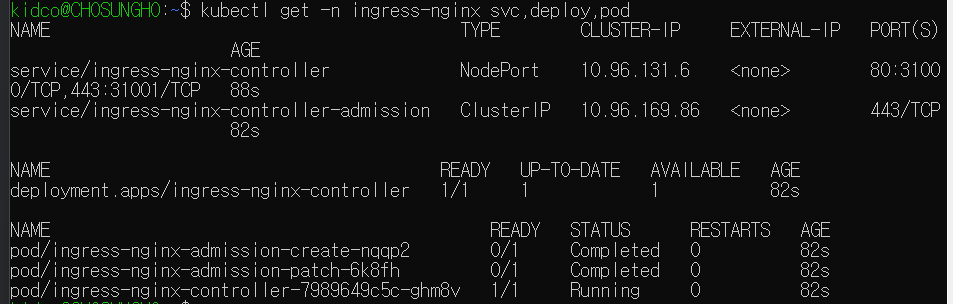 kidco@CHOSUNGHO:~$ kubectl get -n ingress-nginx svc,deploy,pod
NAME TYPE CLUSTER-IP EXTERNAL-IP PORT(S)
AGE
service/ingress-nginx-controller NodePort 10.96.131.6 <none> 80:3100
0/TCP,443:31001/TCP 88s
service/ingress-nginx-controller-admission ClusterIP 10.96.169.86 <none> 443/TCP
82s
NAME READY UP-TO-DATE AVAILABLE AGE
deployment.apps/ingress-nginx-controller 1/1 1 1 82s
NAME READY STATUS RESTARTS AGE
pod/ingress-nginx-admission-create-nqqp2 0/1 Completed 0 82s
pod/ingress-nginx-admission-patch-6k8fh 0/1 Completed 0 82s
pod/ingress-nginx-controller-7989649c5c-ghm8v 1/1 Running 0 82s